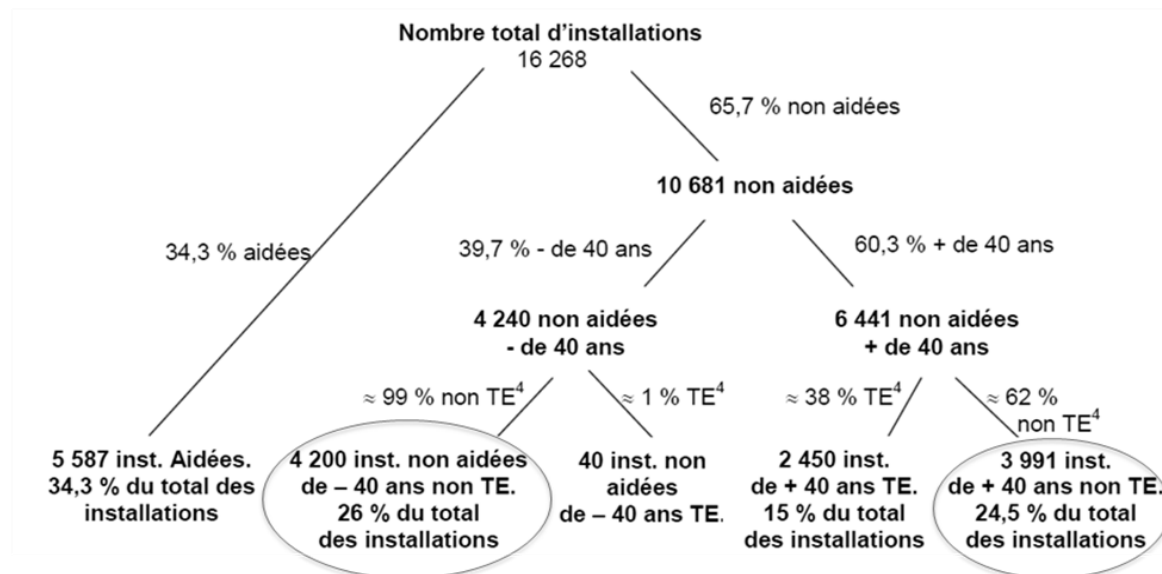 Nombre total d'installations
16 268
65,7 % non aidées
10 681 non aidées
34,3 % aidées
39,7 % - de 40 ans
60,3 % + de 40 ans
4 240 non aidées
- de 40 ans
6 441 non aidées
+ de 40 ans
≈ 99 % non TE⁴
≈ 1 % TE⁴
≈ 38 % TE⁴
≈ 62 %
non TE⁴
5 587 inst. Aidées.
34,3 % du total des
installations
4 200 inst. non aidées
de – 40 ans non TE.
26 % du total
des installations
40 inst. non
aidées
de – 40 ans TE.
2 450 inst.
de + 40 ans TE.
15 % du total
des installations
3 991 inst.
de + 40 ans non TE.
24,5 % du total
des installations